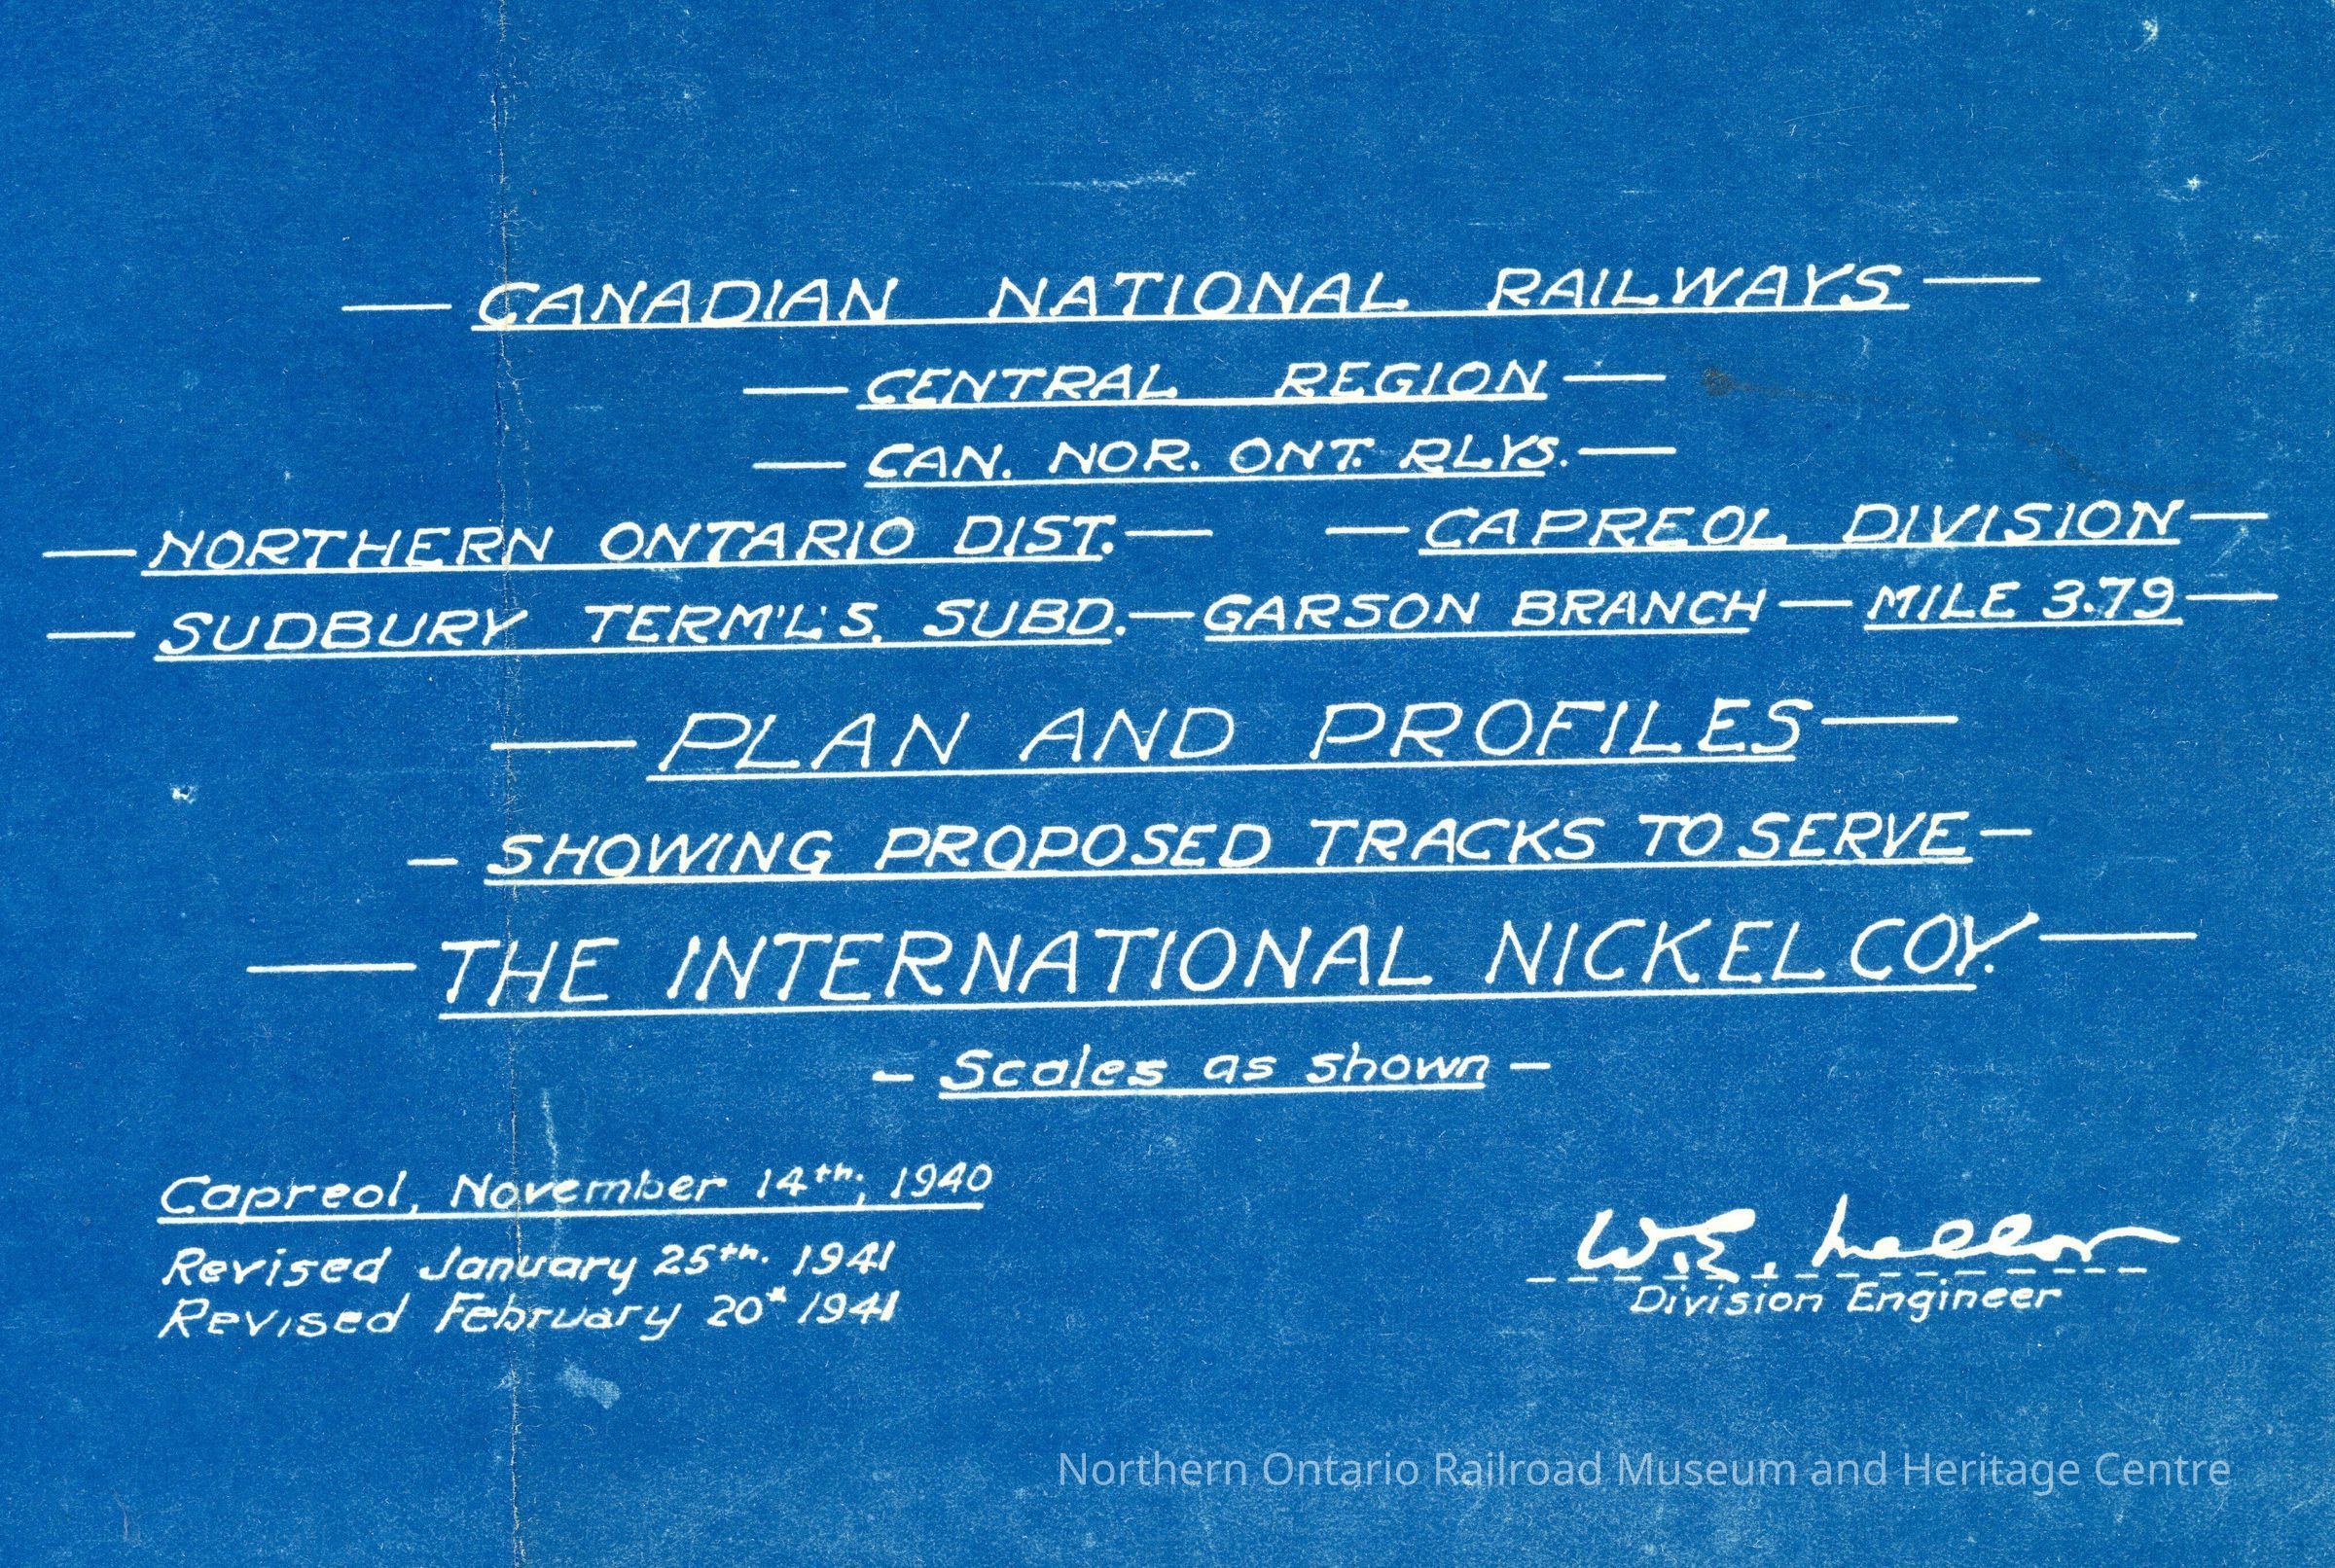 — CANADIAN NATIONAL RAILWAYS —
— CENTRAL REGION —
— CAN. NOR. ONT. RLYS. —
— NORTHERN ONTARIO DIST. — — CAPREOL DIVISION —
— SUDBURY TERM'L'S. SUBD. — GARSON BRANCH — MILE 3.79 —
— PLAN AND PROFILES —
— SHOWING PROPOSED TRACKS TO SERVE —
— THE INTERNATIONAL NICKEL COY. —
— Scales as shown —
Capreol, November 14th, 1940
Revised January 25th. 1941
Revised February 20th 1941
W.E. Mellor
Division Engineer
Northern Ontario Railroad Museum and Heritage Centre